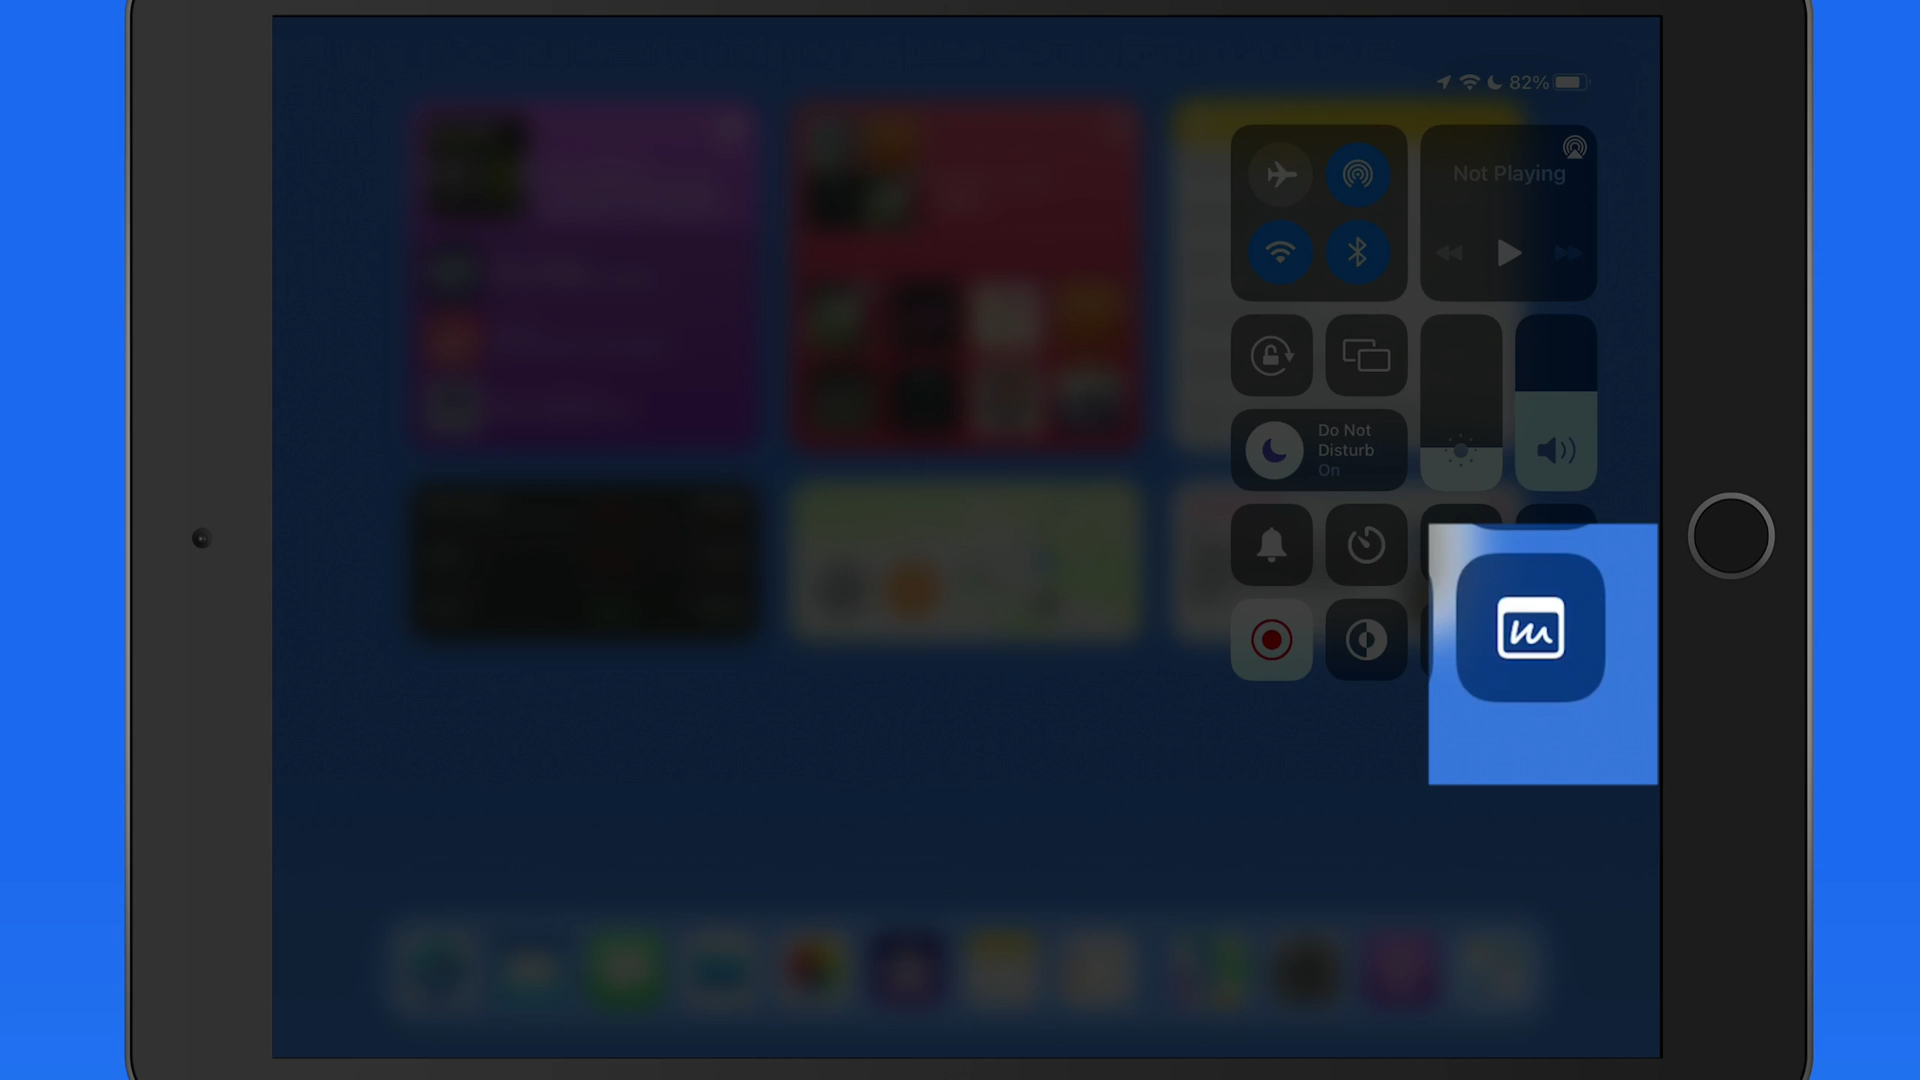 82%
Not Playing
Do Not
Disturb
On